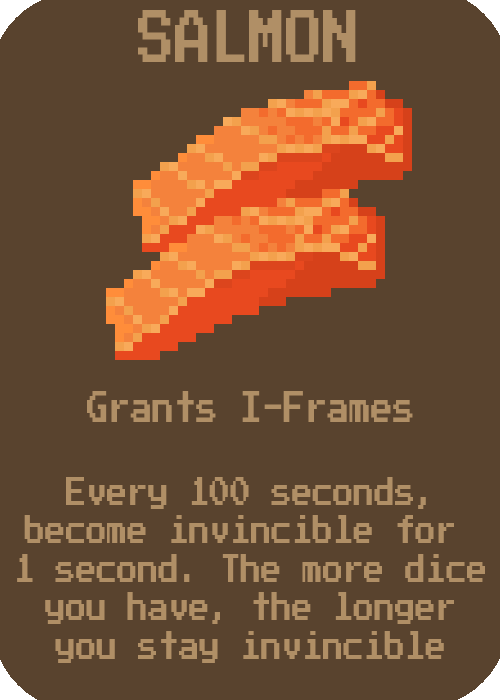 SALMON
Grants I-Frames
Every 100 seconds,
become invincible for
1 second. The more dice
you have, the longer
you stay invincible